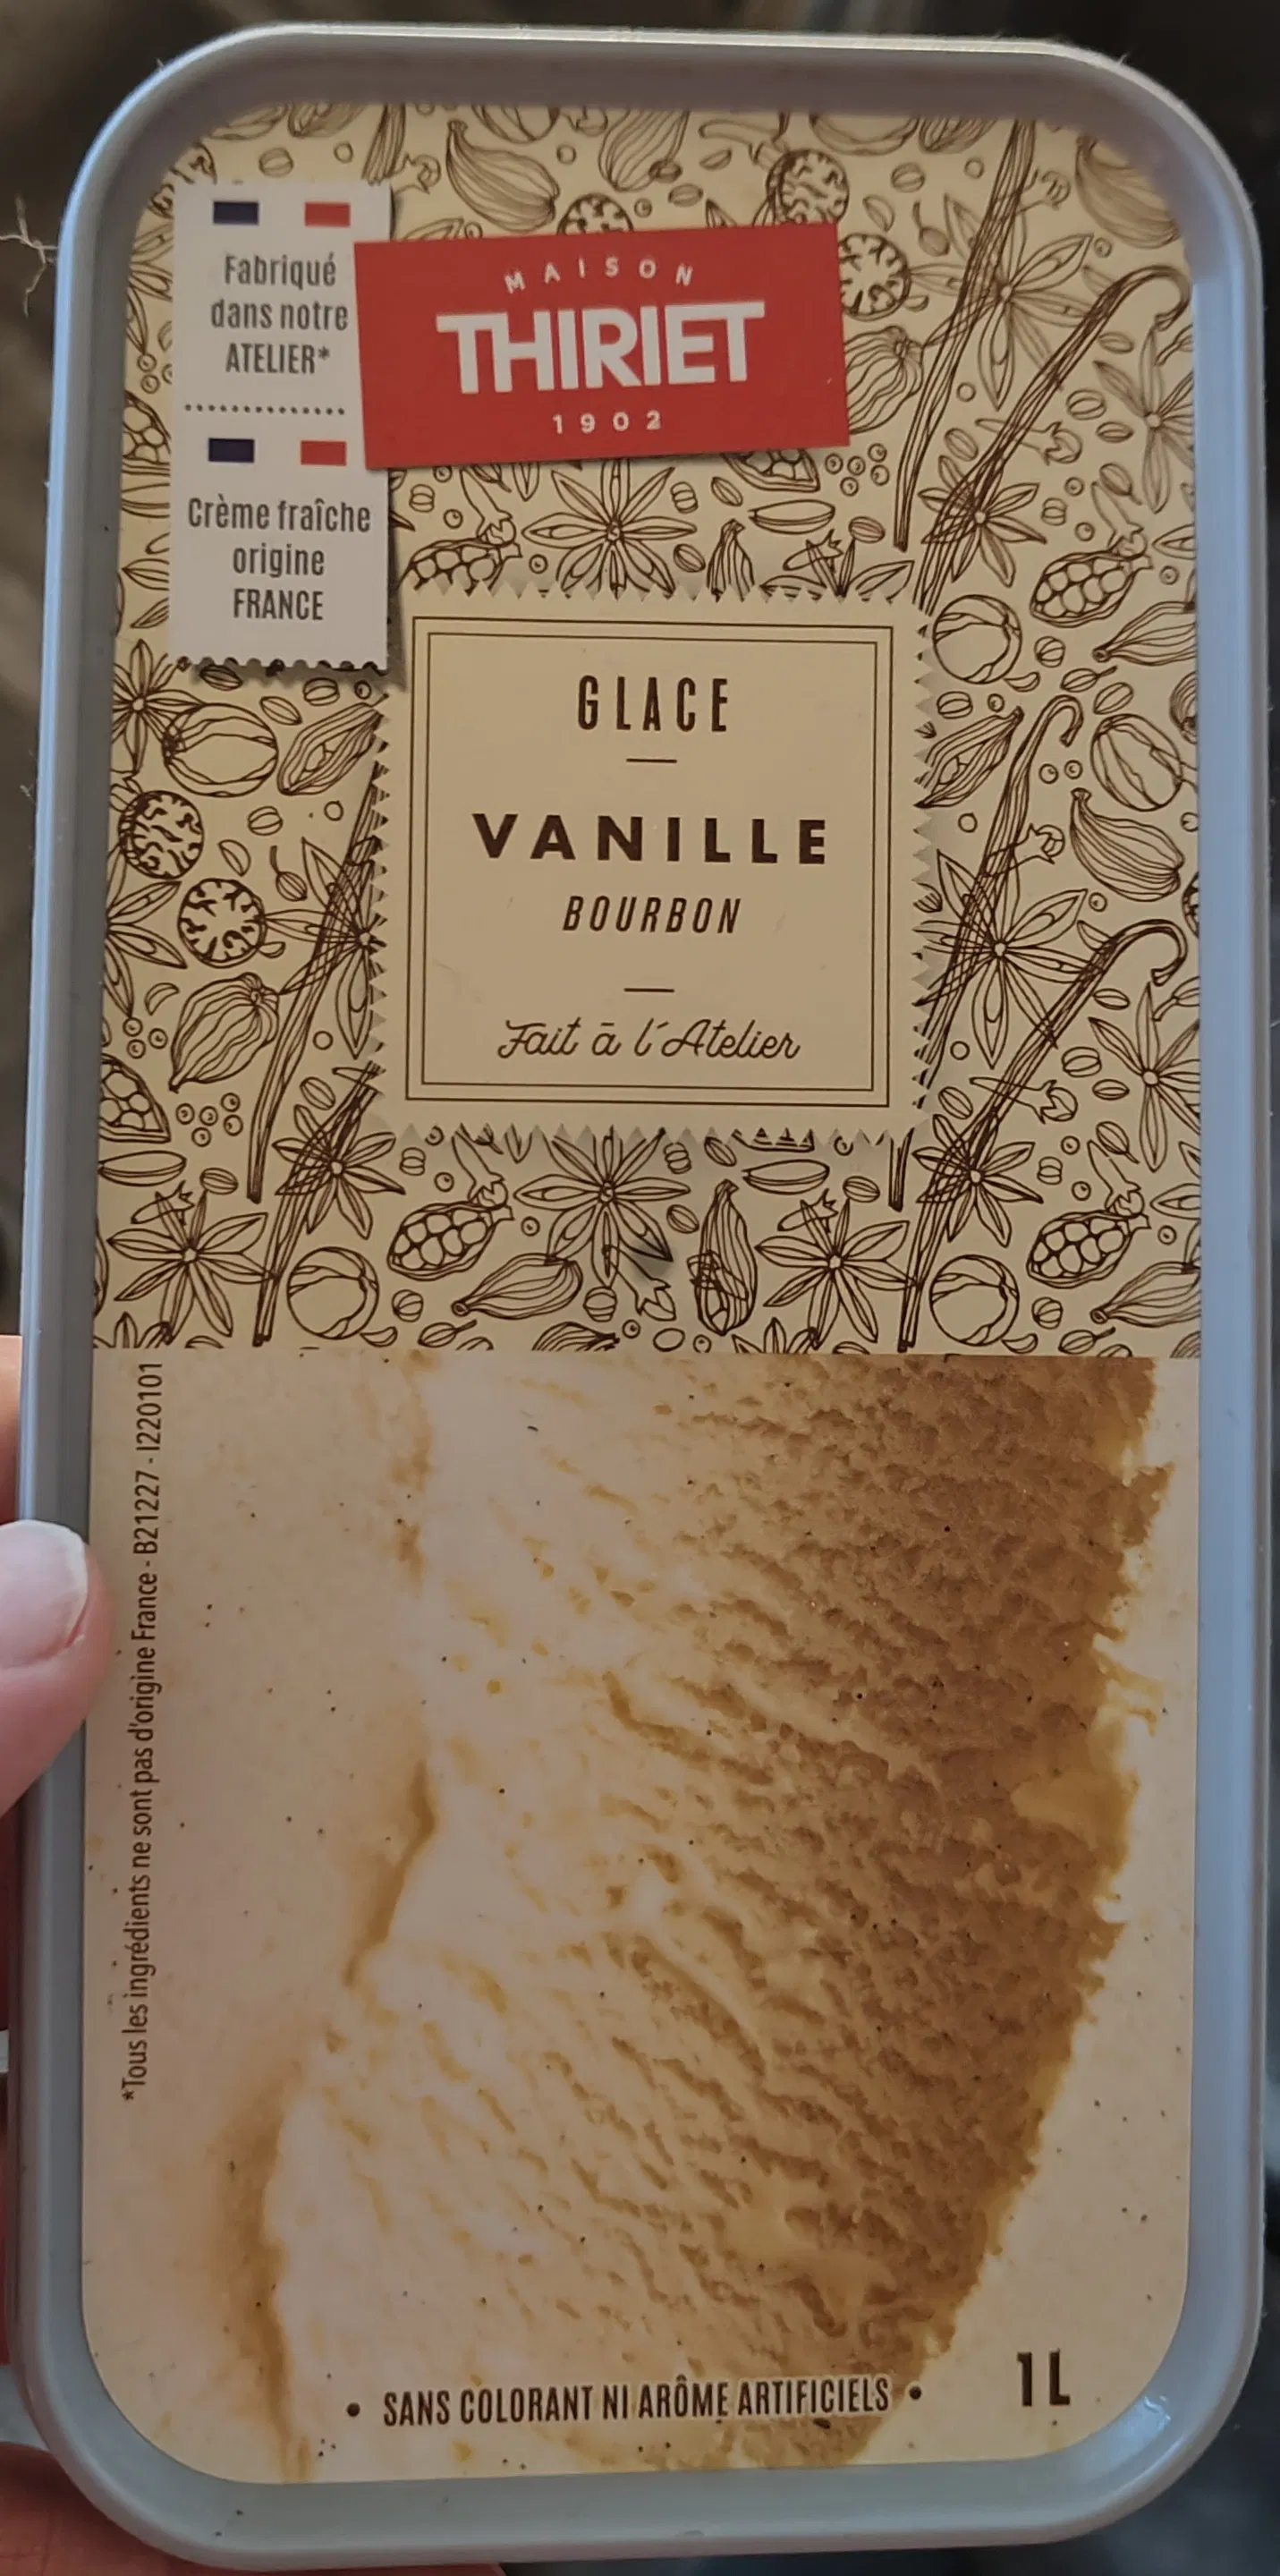 Fabriqué
dans notre
ATELIER*
Crème fraîche
origine
FRANCE
MAISON
THIRIET
1902
GLACE
VANILLE
BOURBON
Fait à l'Atelier
*Tous les ingrédients ne sont pas d'origine France - B21227 - I220101
• SANS COLORANT NI ARÔME ARTIFICIELS •
1L